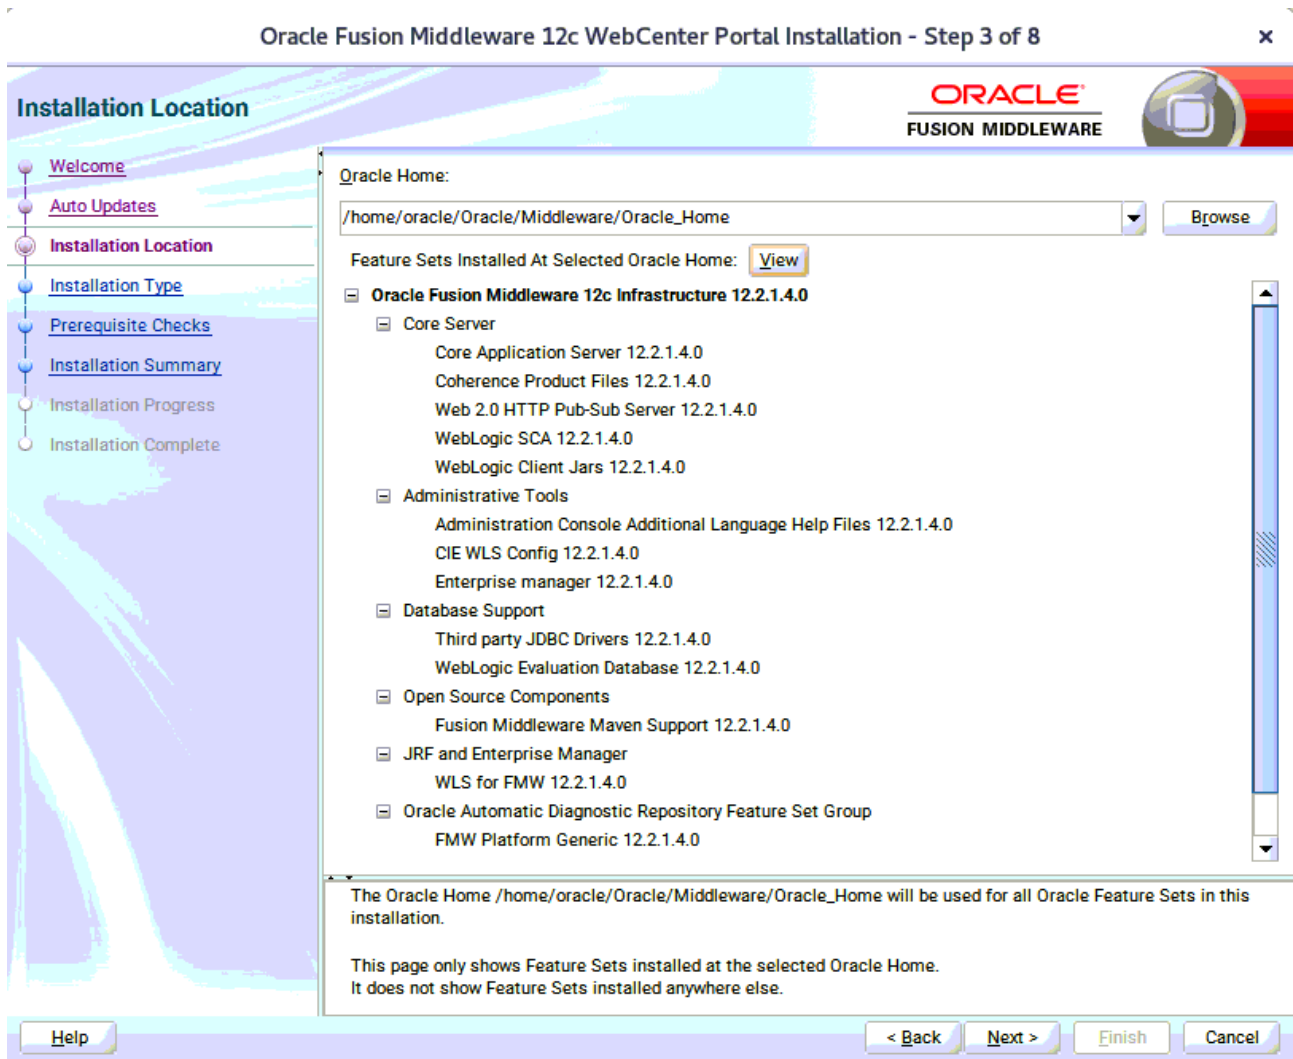 Oracle Fusion Middleware 12c WebCenter Portal Installation - Step 3 of 8
Installation Location
ORACLE
FUSION MIDDLEWARE
Welcome
Auto Updates
Installation Location
Installation Type
Prerequisite Checks
Installation Summary
Installation Progress
Installation Complete
Oracle Home:
/home/oracle/Oracle/Middleware/Oracle_Home
Browse
Feature Sets Installed At Selected Oracle Home:
View
Oracle Fusion Middleware 12c Infrastructure 12.2.1.4.0
Core Server
Core Application Server 12.2.1.4.0
Coherence Product Files 12.2.1.4.0
Web 2.0 HTTP Pub-Sub Server 12.2.1.4.0
WebLogic SCA 12.2.1.4.0
WebLogic Client Jars 12.2.1.4.0
Administrative Tools
Administration Console Additional Language Help Files 12.2.1.4.0
CIE WLS Config 12.2.1.4.0
Enterprise manager 12.2.1.4.0
Database Support
Third party JDBC Drivers 12.2.1.4.0
WebLogic Evaluation Database 12.2.1.4.0
Open Source Components
Fusion Middleware Maven Support 12.2.1.4.0
JRF and Enterprise Manager
WLS for FMW 12.2.1.4.0
Oracle Automatic Diagnostic Repository Feature Set Group
FMW Platform Generic 12.2.1.4.0
The Oracle Home /home/oracle/Oracle/Middleware/Oracle_Home will be used for all Oracle Feature Sets in this
installation.
This page only shows Feature Sets installed at the selected Oracle Home.
It does not show Feature Sets installed anywhere else.
Help
< Back
Next >
Finish
Cancel